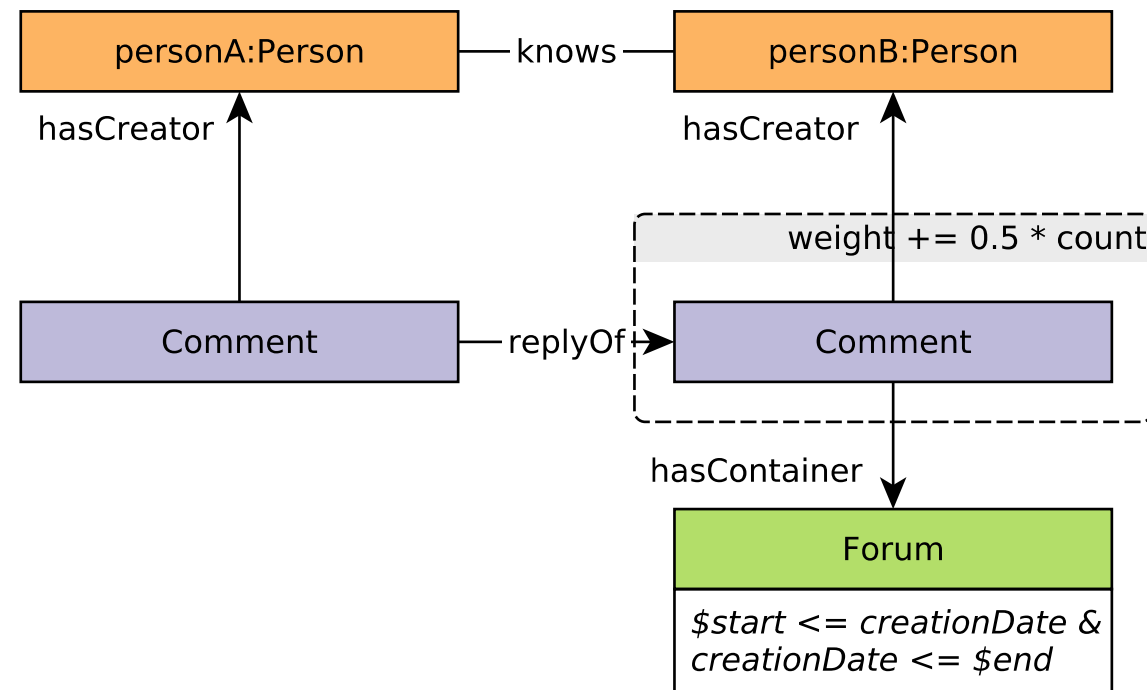 personA:Person
knows
personB:Person
hasCreator
hasCreator
weight += 0.5 * count
Comment
replyOf
Comment
hasContainer
Forum
$start <= creationDate &
creationDate <= $end